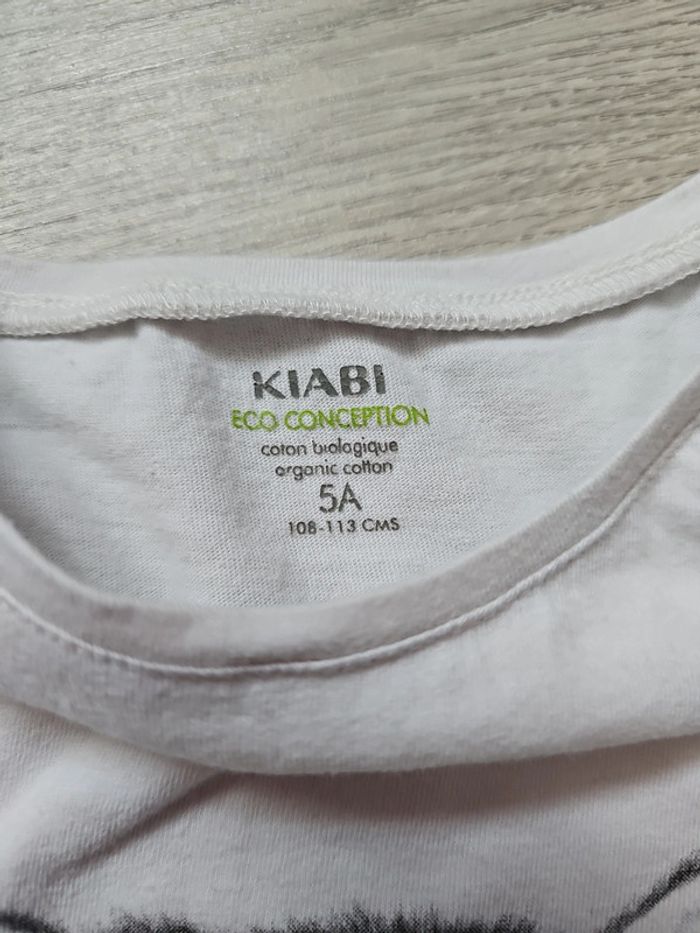 KIABI
ECO CONCEPTION
coton biologique
organic cotton
5A
108-113 CMS